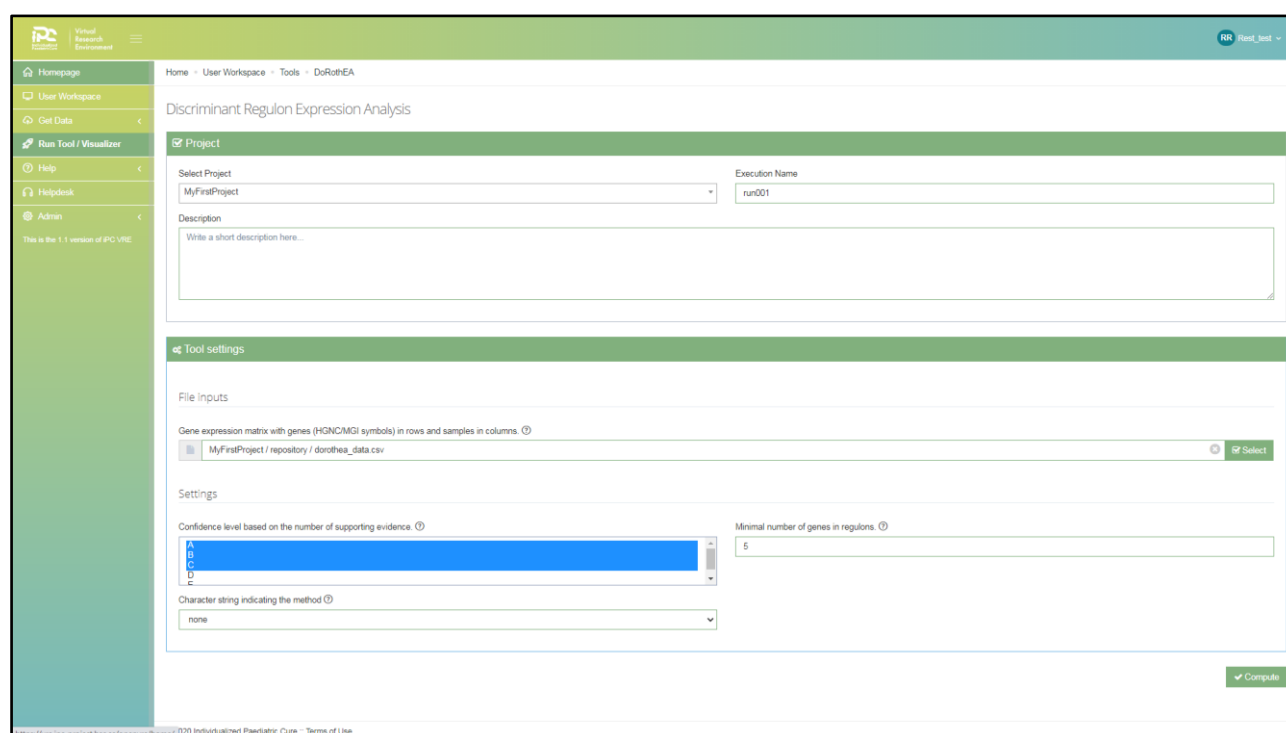 iPC
Virtual
Research
Environment
RR Rest_test
Homepage
User Workspace
Get Data
Run Tool / Visualizer
Help
Helpdesk
Admin
This is the 1.1 version of iPC VRE
Home User Workspace Tools DoRothEA
Discriminant Regulon Expression Analysis
Project
Select Project
MyFirstProject
Execution Name
run001
Description
Write a short description here...
Tool settings
File inputs
Gene expression matrix with genes (HGNC/MGI symbols) in rows and samples in columns.
MyFirstProject / repository / dorothea_data.csv
Select
Settings
Confidence level based on the number of supporting evidence.
A
B
C
D
E
Minimal number of genes in regulons.
5
Character string indicating the method
none
Compute
020 Individualized Paediatric Cure :: Terms of Use